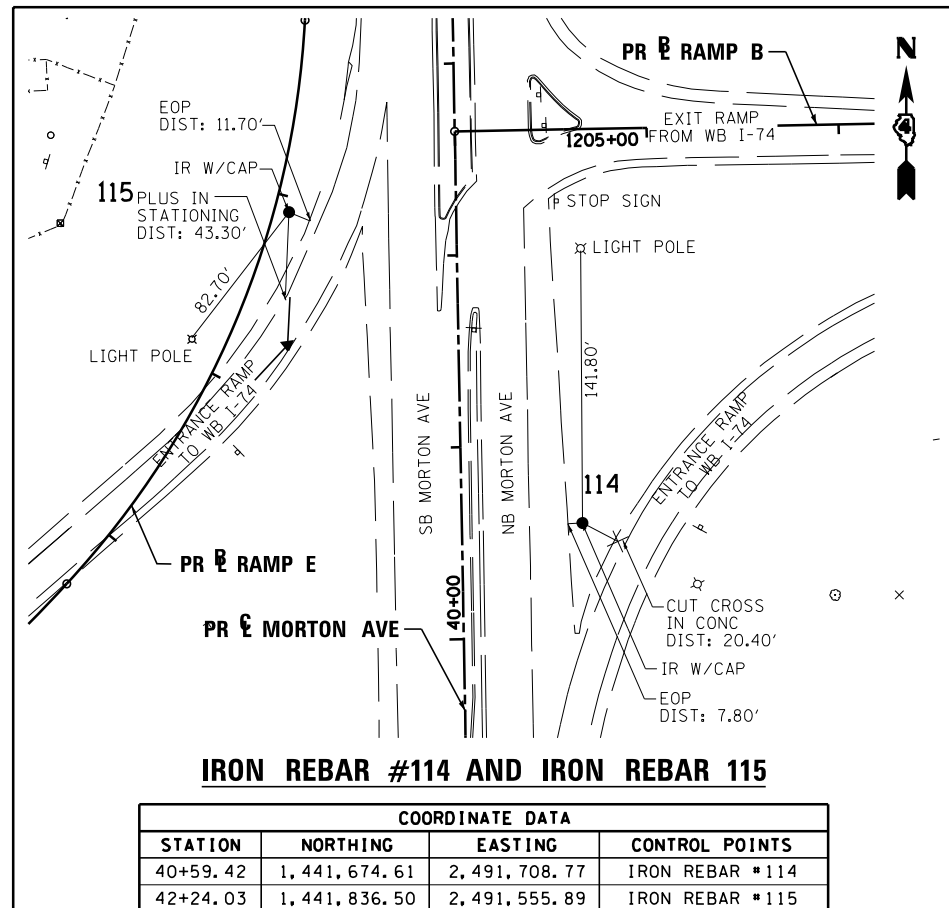 PR BL RAMP B
N
4
EOP
DIST: 11.70'
EXIT RAMP
FROM WB I-74
1205+00
IR W/CAP
115
PLUS IN
STATIONING
DIST: 43.30'
STOP SIGN
LIGHT POLE
82.70'
LIGHT POLE
141.80'
ENTRANCE RAMP
TO WB I-74
SB MORTON AVE
NB MORTON AVE
ENTRANCE RAMP
TO WB I-74
114
PR BL RAMP E
40+00
PR CL MORTON AVE
CUT CROSS
IN CONC
DIST: 20.40'
IR W/CAP
EOP
DIST: 7.80'
IRON REBAR #114 AND IRON REBAR 115
COORDINATE DATA
STATION NORTHING EASTING CONTROL POINTS
40+59.42 1,441,674.61 2,491,708.77 IRON REBAR #114
42+24.03 1,441,836.50 2,491,555.89 IRON REBAR #115